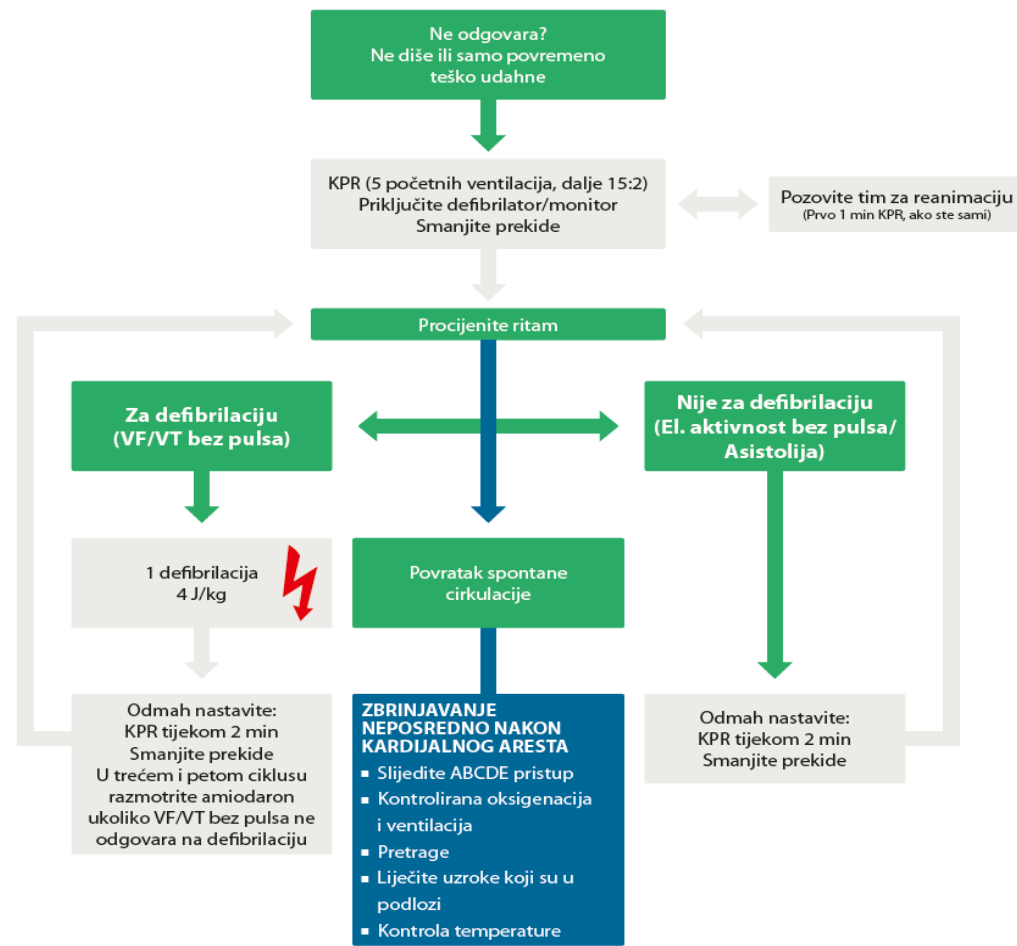 Ne odgovara?
Ne diše ili samo povremeno
teško udahne
KPR (5 početnih ventilacija, dalje 15:2)
Priključite defibrilator/monitor
Smanjite prekide
Pozovite tim za reanimaciju
(Prvo 1 min KPR, ako ste sami)
Procijenite ritam
Za defibrilaciju
(VF/VT bez pulsa)
Nije za defibrilaciju
(El. aktivnost bez pulsa/
Asistolija)
1 defibrilacija
4 J/kg
Povratak spontane
cirkulacije
Odmah nastavite:
KPR tijekom 2 min
Smanjite prekide
U trećem i petom ciklusu
razmotrite amiodaron
ukoliko VF/VT bez pulsa ne
odgovara na defibrilaciju
ZBRINJAVANJE
NEPOSREDNO NAKON
KARDIJALNOG ARESTA
▪ Slijedite ABCDE pristup
▪ Kontrolirana oksigenacija
i ventilacija
▪ Pretrage
▪ Liječite uzroke koji su u
podlozi
▪ Kontrola temperature
Odmah nastavite:
KPR tijekom 2 min
Smanjite prekide